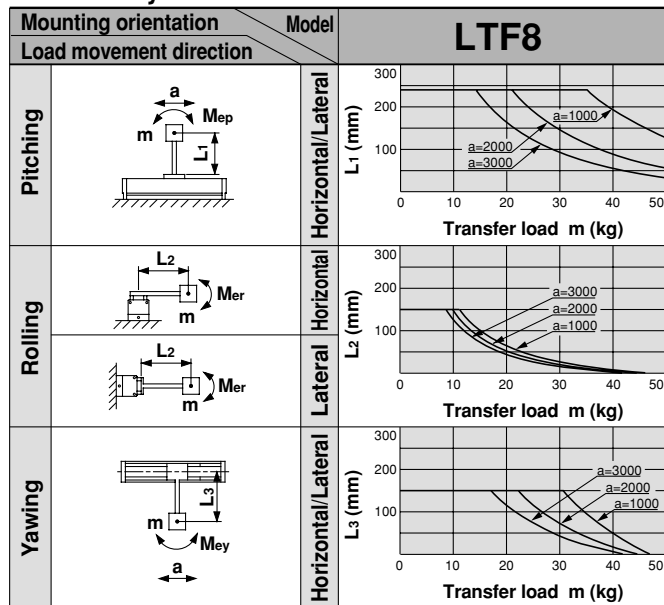 Mounting orientation
Model
Load movement direction
LTF8
Pitching
a
Mep
m
L1
Horizontal/Lateral
L1 (mm)
300
200
100
a=1000
a=2000
a=3000
0 10 20 30 40 50
Transfer load m (kg)
Rolling
L2
Mer
m
Horizontal
L2
Mer
m
Lateral
L2 (mm)
300
200
100
a=3000
a=2000
a=1000
0 10 20 30 40 50
Transfer load m (kg)
Yawing
L3
m
Mey
a
Horizontal/Lateral
L3 (mm)
300
200
100
a=3000
a=2000
a=1000
0 10 20 30 40 50
Transfer load m (kg)